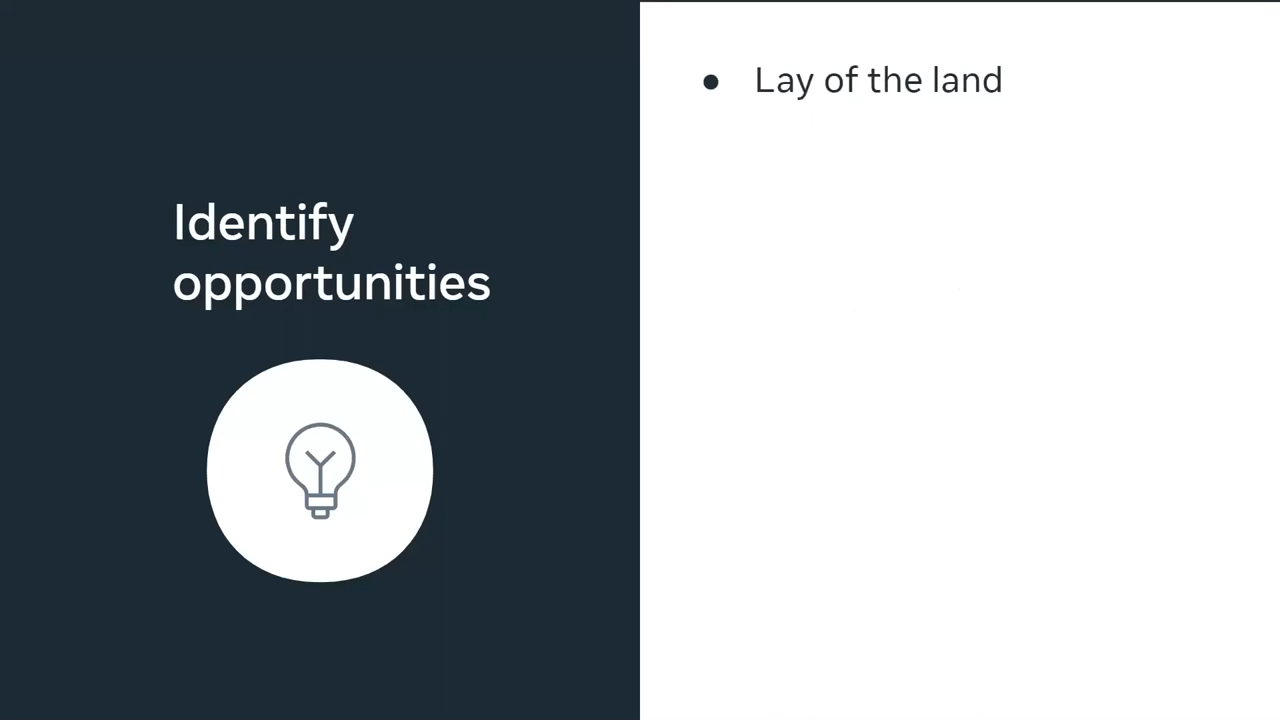 Identify
opportunities
● Lay of the land